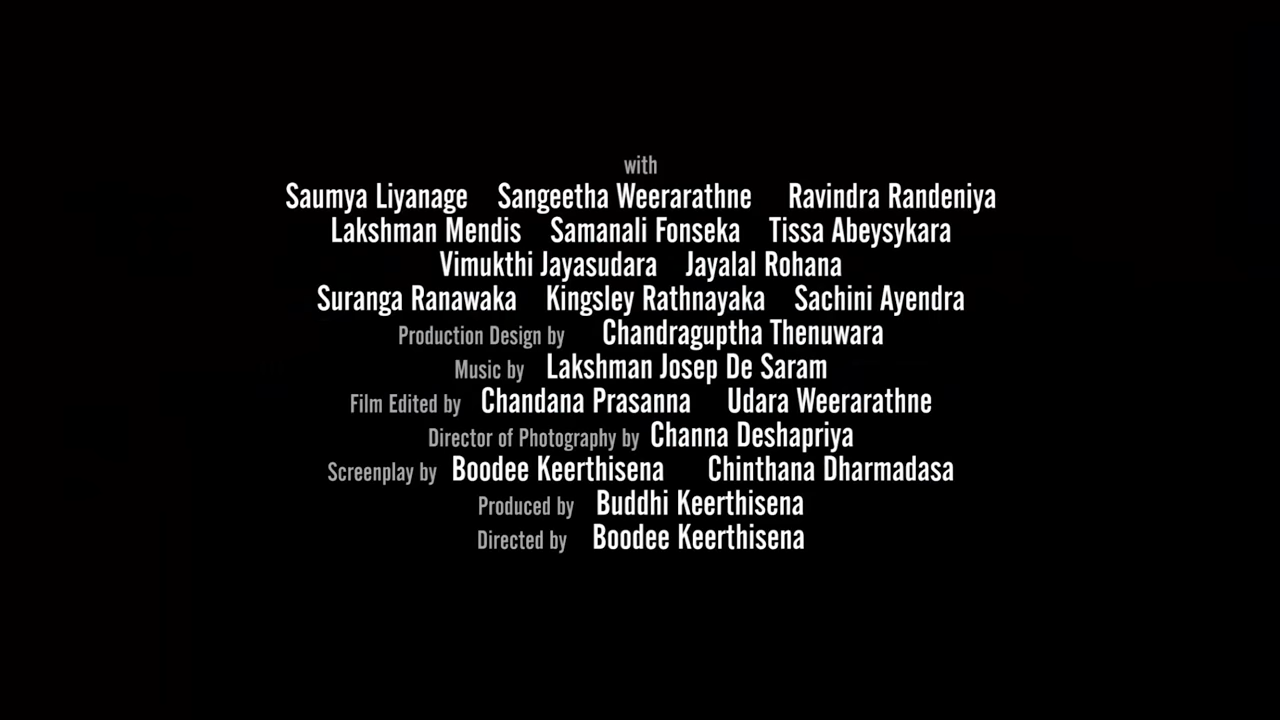 with
Saumya Liyanage Sangeetha Weerarathne Ravindra Randeniya
Lakshman Mendis Samanali Fonseka Tissa Abeysykara
Vimukthi Jayasudara Jayalal Rohana
Suranga Ranawaka Kingsley Rathnayaka Sachini Ayendra
Production Design by Chandraguptha Thenuwara
Music by Lakshman Josep De Saram
Film Edited by Chandana Prasanna Udara Weerarathne
Director of Photography by Channa Deshapriya
Screenplay by Boodee Keerthisena Chinthana Dharmadasa
Produced by Buddhi Keerthisena
Directed by Boodee Keerthisena